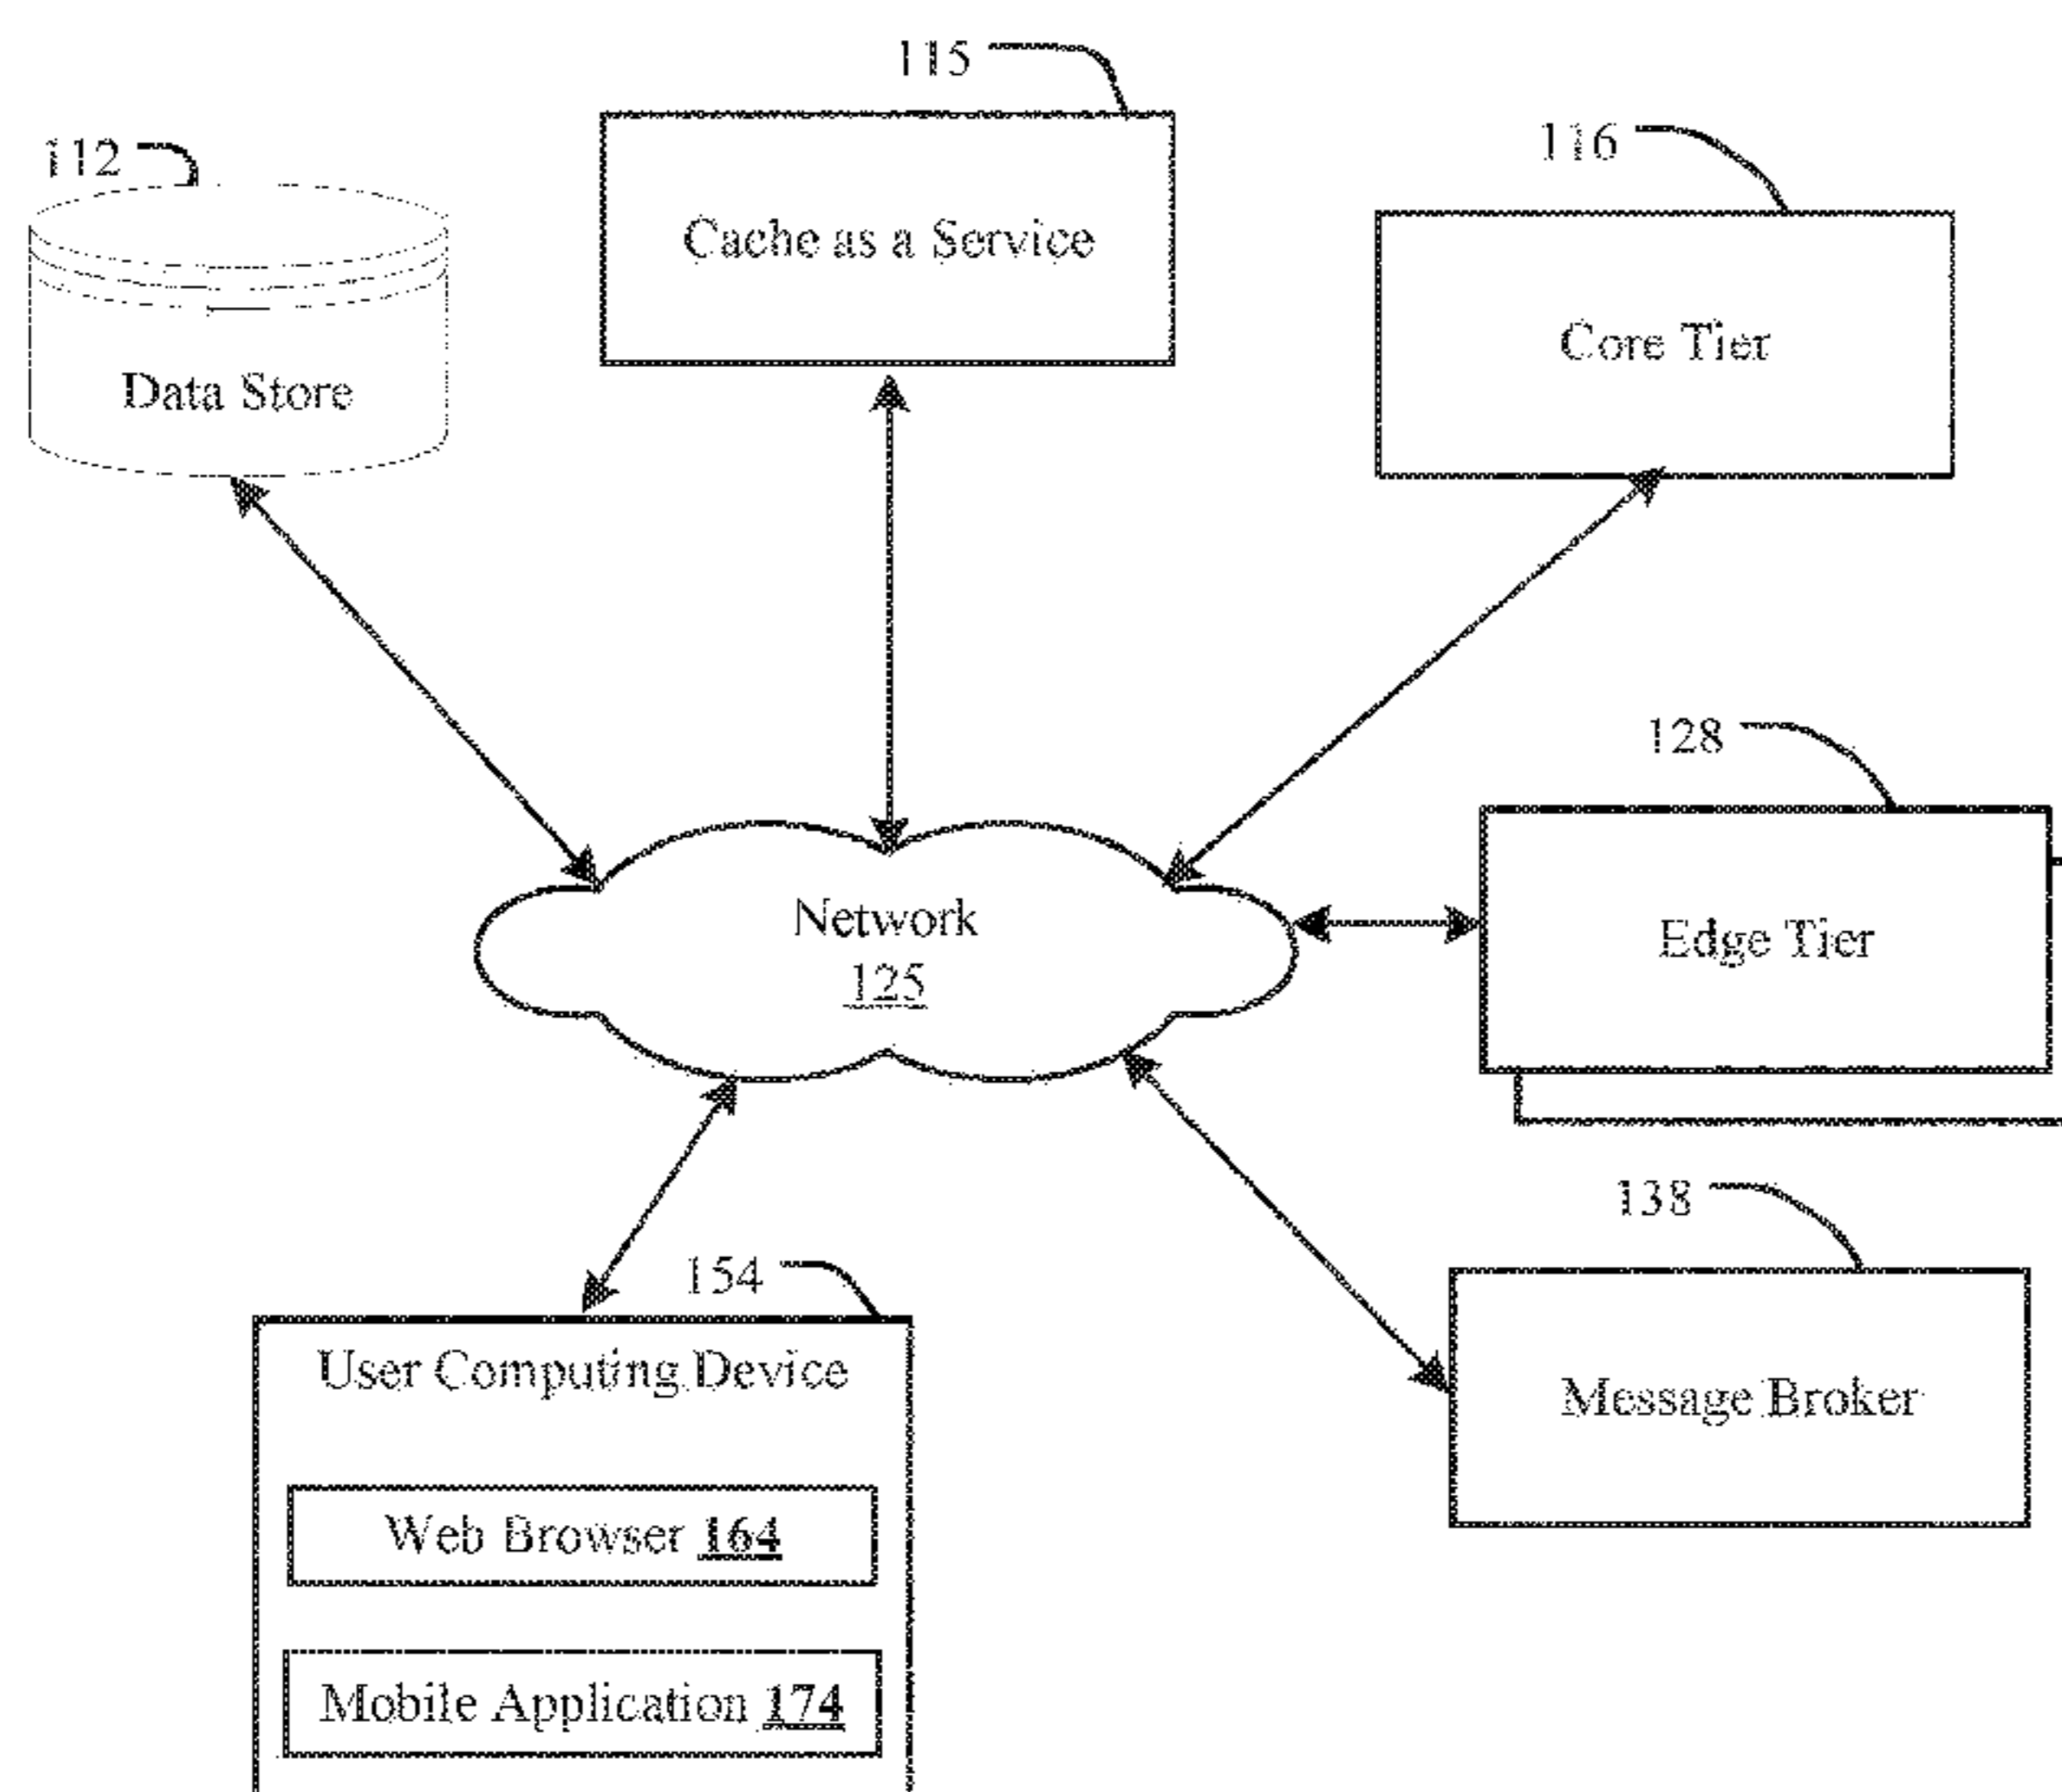 115
112
116
Cache as a Service
Core Tier
Data Store
128
Network
125
Edge Tier
138
154
User Computing Device
Message Broker
Web Browser 164
Mobile Application 174